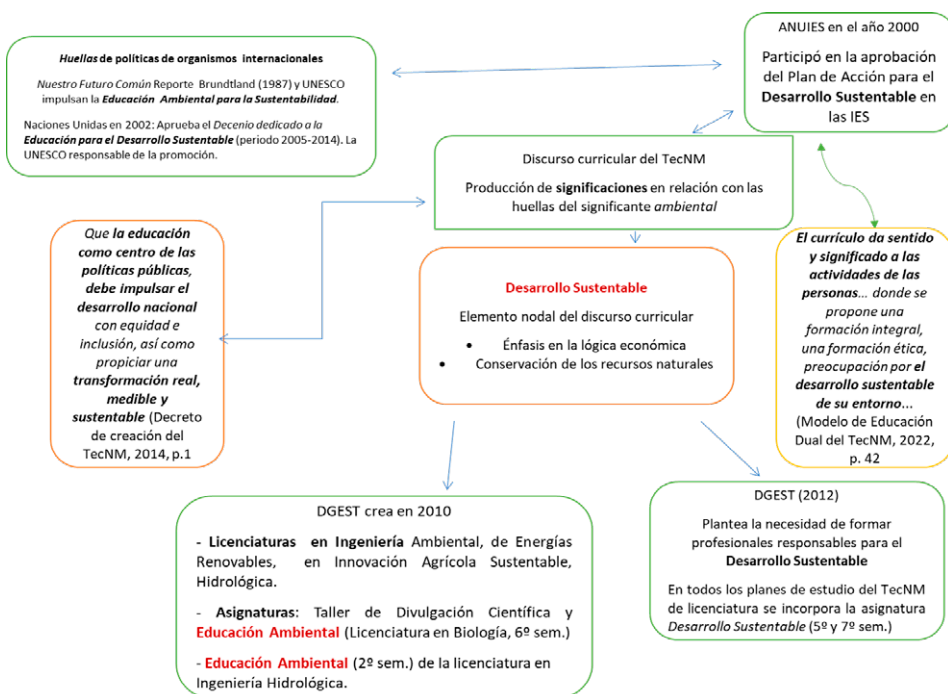 Huellas de políticas de organismos internacionales
Nuestro Futuro Común Reporte Brundtland (1987) y UNESCO
impulsan la Educación Ambiental para la Sustentabilidad.
Naciones Unidas en 2002: Aprueba el Decenio dedicado a la
Educación para el Desarrollo Sustentable (periodo 2005-2014). La
UNESCO responsable de la promoción.
ANUIES en el año 2000
Participó en la aprobación
del Plan de Acción para el
Desarrollo Sustentable en
las IES
Discurso curricular del TecNM
Producción de significaciones en relación con las
huellas del significante ambiental
Que la educación
como centro de las
políticas públicas,
debe impulsar el
desarrollo nacional
con equidad e
inclusión, así como
propiciar una
transformación real,
medible y
sustentable (Decreto
de creación del
TecNM, 2014, p.1
Desarrollo Sustentable
Elemento nodal del discurso curricular
• Énfasis en la lógica económica
• Conservación de los recursos naturales
El currículo da sentido
y significado a las
actividades de las
personas... donde se
propone una
formación integral,
una formación ética,
preocupación por el
desarrollo sustentable
de su entorno...
(Modelo de Educación
Dual del TecNM, 2022,
p. 42
DGEST crea en 2010
- Licenciaturas en Ingeniería Ambiental, de Energías
Renovables, en Innovación Agrícola Sustentable,
Hidrológica.
- Asignaturas: Taller de Divulgación Científica y
Educación Ambiental (Licenciatura en Biología, 6º sem.)
- Educación Ambiental (2º sem.) de la licenciatura en
Ingeniería Hidrológica.
DGEST (2012)
Plantea la necesidad de formar
profesionales responsables para el
Desarrollo Sustentable
En todos los planes de estudio del TecNM
de licenciatura se incorpora la asignatura
Desarrollo Sustentable (5º y 7º sem.)